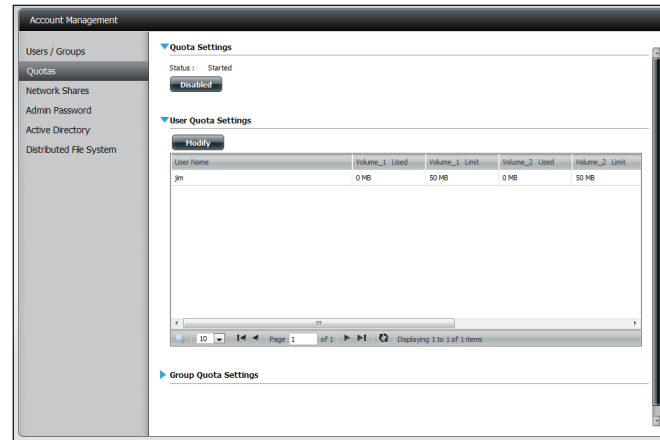 Account Management
Users / Groups
Quotas
Network Shares
Admin Password
Active Directory
Distributed File System
Quota Settings
Status : Started
Disabled
User Quota Settings
Modify
User Name Volume_1 Used Volume_1 Limit Volume_2 Used Volume_2 Limit
jim 0 MB 50 MB 0 MB 50 MB
10 Page 1 of 1 Displaying 1 to 1 of 1 items
Group Quota Settings